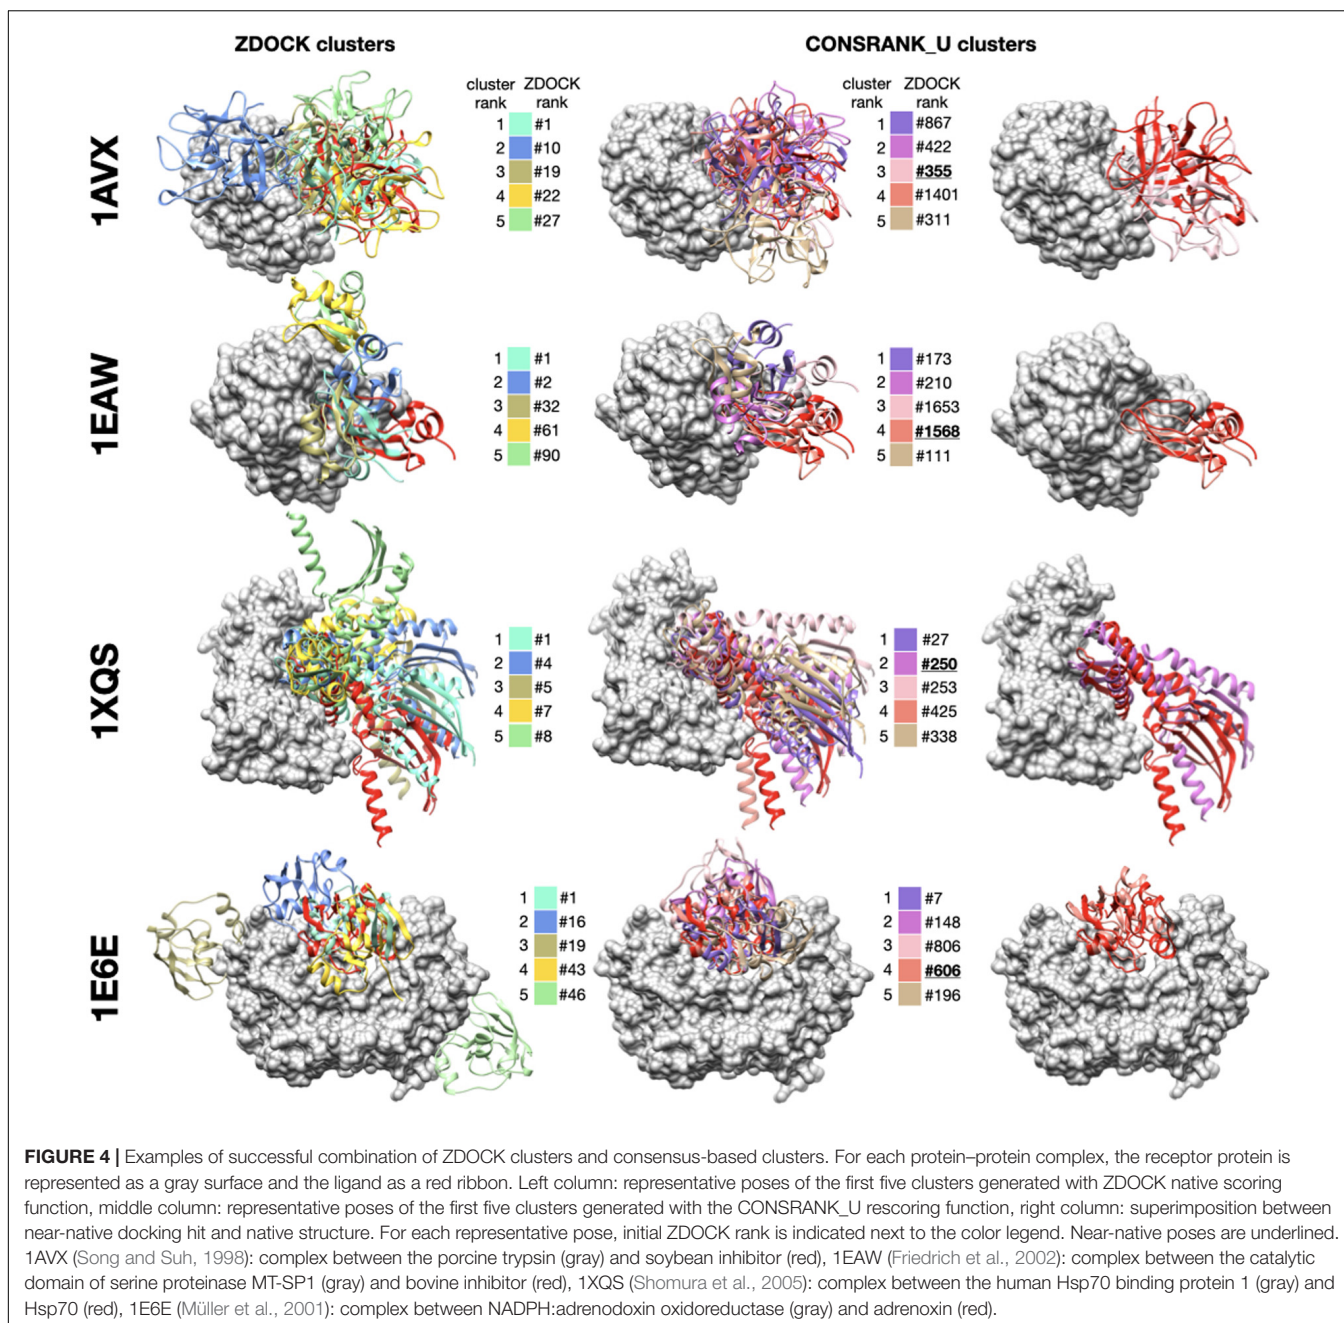 ZDOCK clusters
CONSRANK_U clusters
1AVX
cluster ZDOCK
rank rank
1 #1
2 #10
3 #19
4 #22
5 #27
cluster ZDOCK
rank rank
1 #867
2 #422
3 #355
4 #1401
5 #311
1EAW
1 #1
2 #2
3 #32
4 #61
5 #90
1 #173
2 #210
3 #1653
4 #1568
5 #111
1XQS
1 #1
2 #4
3 #5
4 #7
5 #8
1 #27
2 #250
3 #253
4 #425
5 #338
1E6E
1 #1
2 #16
3 #19
4 #43
5 #46
1 #7
2 #148
3 #806
4 #606
5 #196
FIGURE 4 | Examples of successful combination of ZDOCK clusters and consensus-based clusters. For each protein–protein complex, the receptor protein is
represented as a gray surface and the ligand as a red ribbon. Left column: representative poses of the first five clusters generated with ZDOCK native scoring
function, middle column: representative poses of the first five clusters generated with the CONSRANK_U rescoring function, right column: superimposition between
near-native docking hit and native structure. For each representative pose, initial ZDOCK rank is indicated next to the color legend. Near-native poses are underlined.
1AVX (Song and Suh, 1998): complex between the porcine trypsin (gray) and soybean inhibitor (red), 1EAW (Friedrich et al., 2002): complex between the catalytic
domain of serine proteinase MT-SP1 (gray) and bovine inhibitor (red), 1XQS (Shomura et al., 2005): complex between the human Hsp70 binding protein 1 (gray) and
Hsp70 (red), 1E6E (Müller et al., 2001): complex between NADPH:adrenodoxin oxidoreductase (gray) and adrenoxin (red).